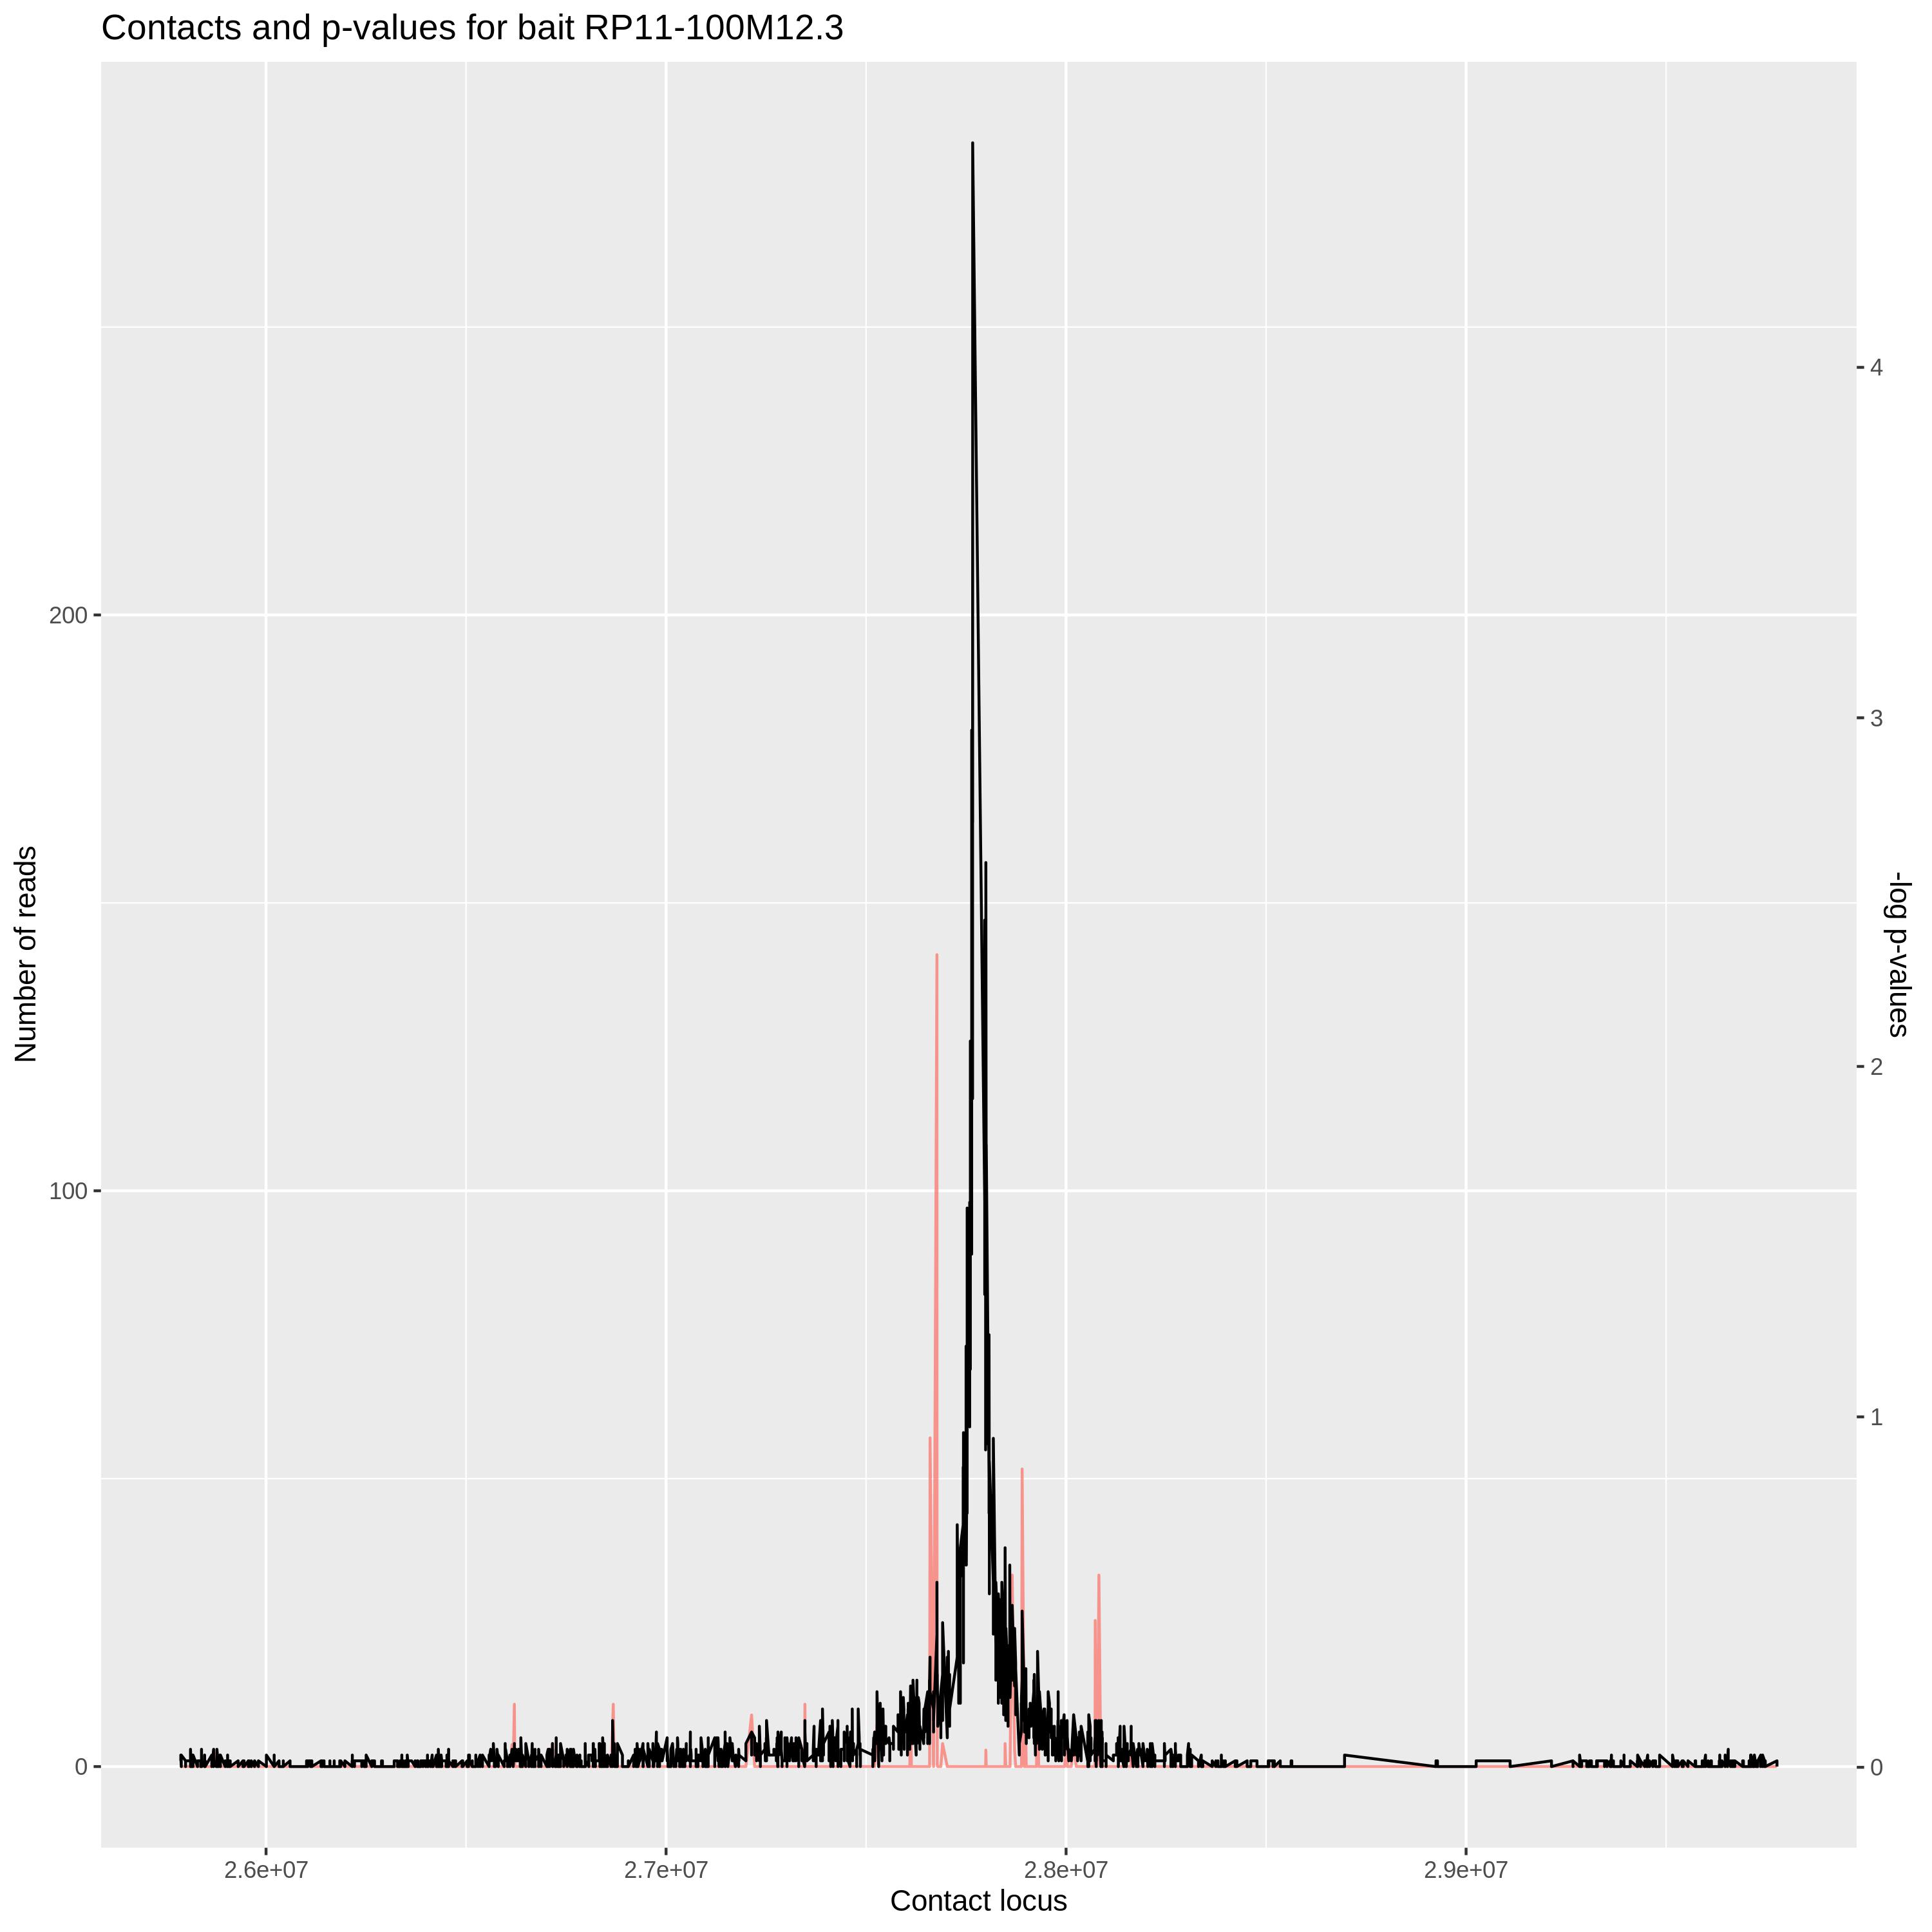 Contacts and p-values for bait RP11-100M12.3
Number of reads
200
100
0
4
3
2
1
0
-log p-values
2.6e+07 2.7e+07 2.8e+07 2.9e+07
Contact locus